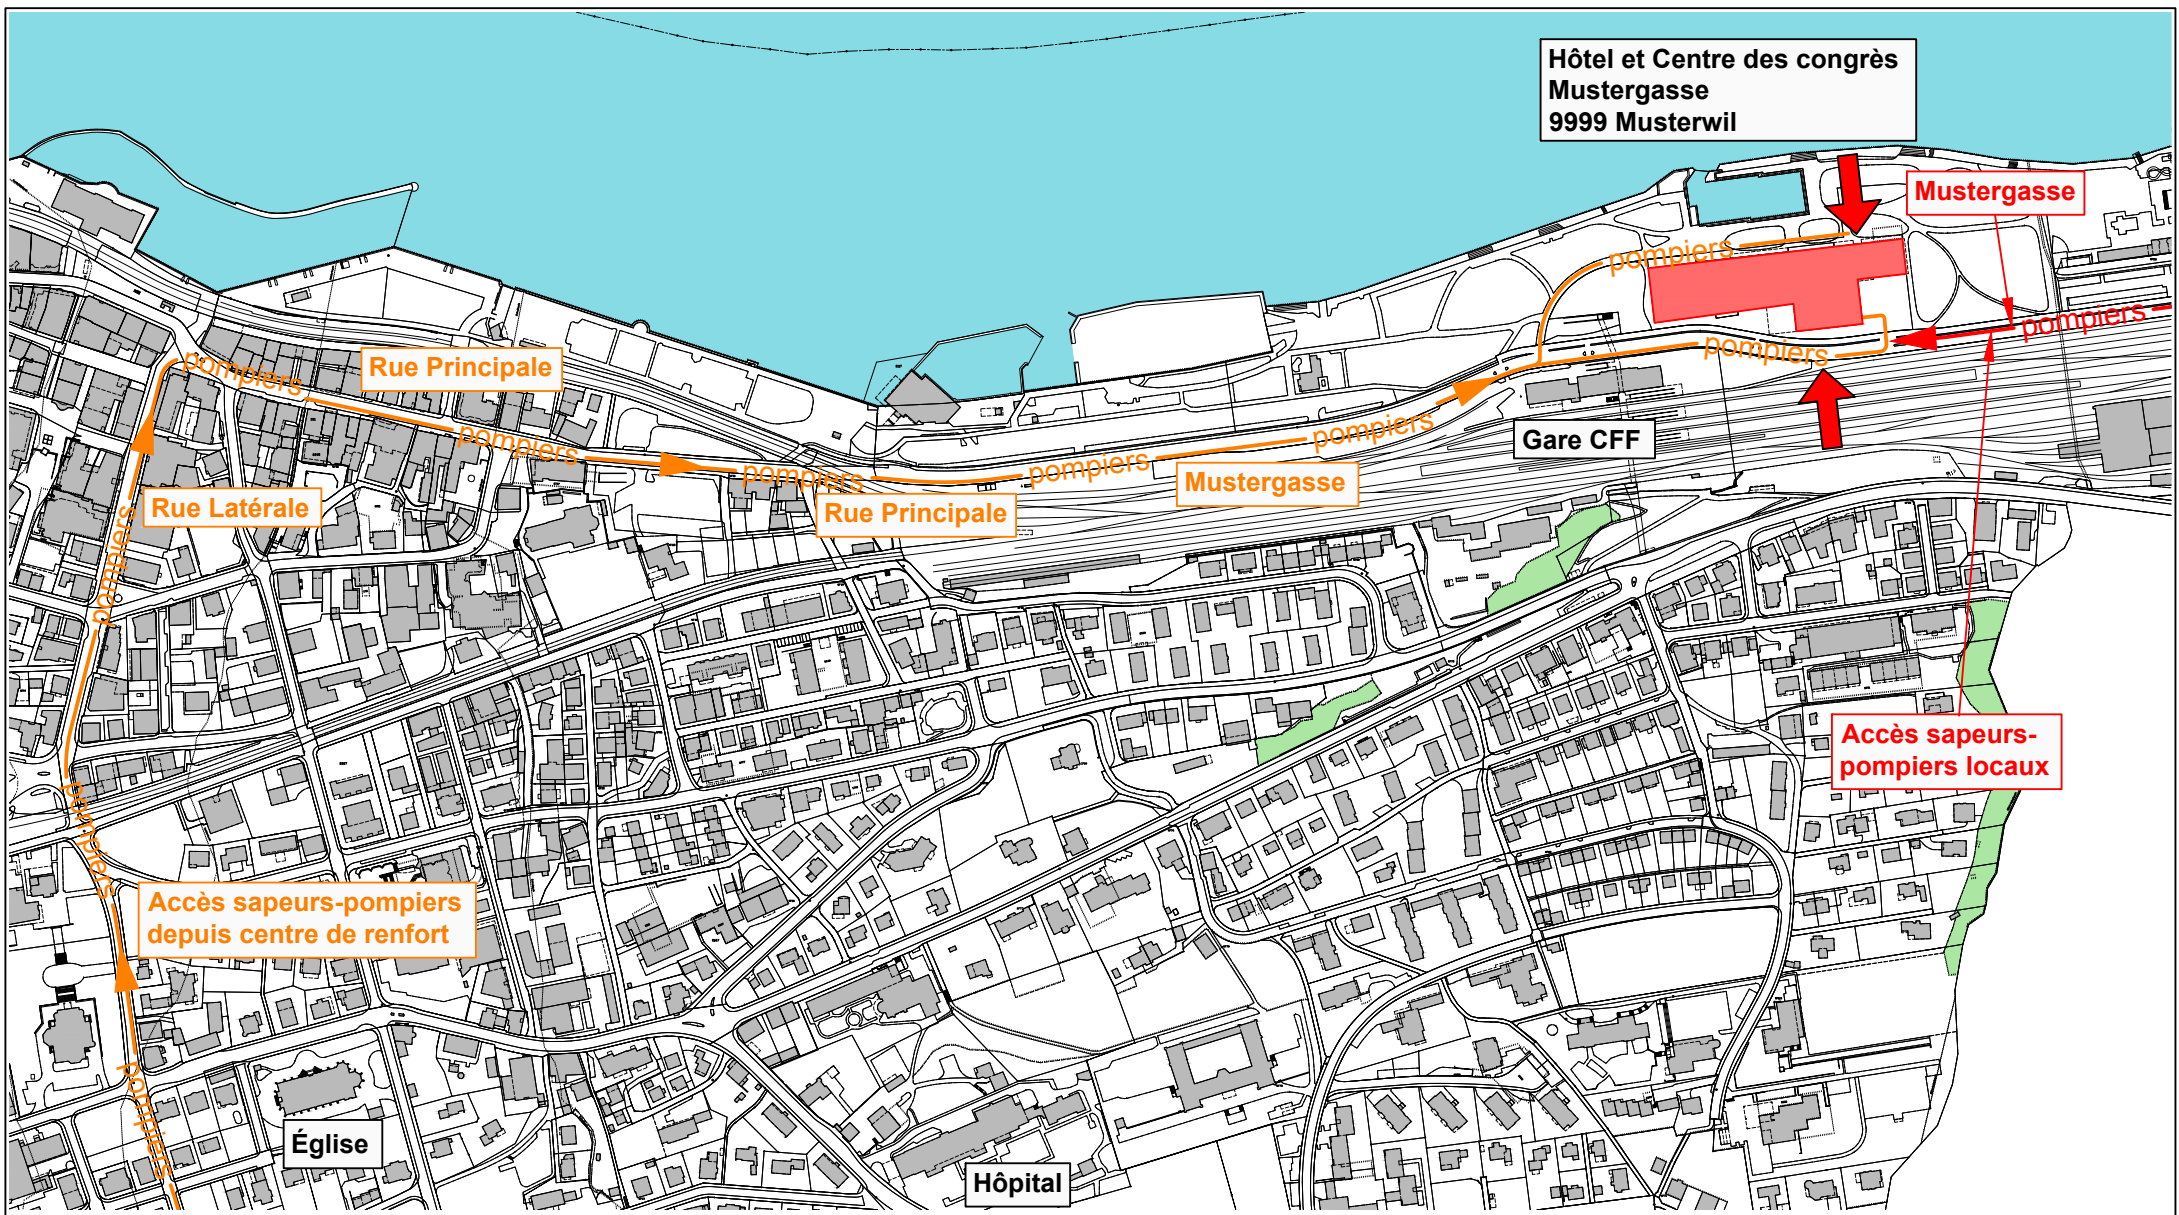 Hôtel et Centre des congrès
Mustergasse
9999 Musterwil
Mustergasse
pompiers
pompiers
pompiers
pompiers
Rue Principale
pompiers
pompiers
Gare CFF
pompiers
pompiers
Mustergasse
Rue Latérale
Rue Principale
pompiers
Accès sapeurs-
pompiers locaux
pompiers
Accès sapeurs-pompiers
depuis centre de renfort
pompiers
Église
Hôpital